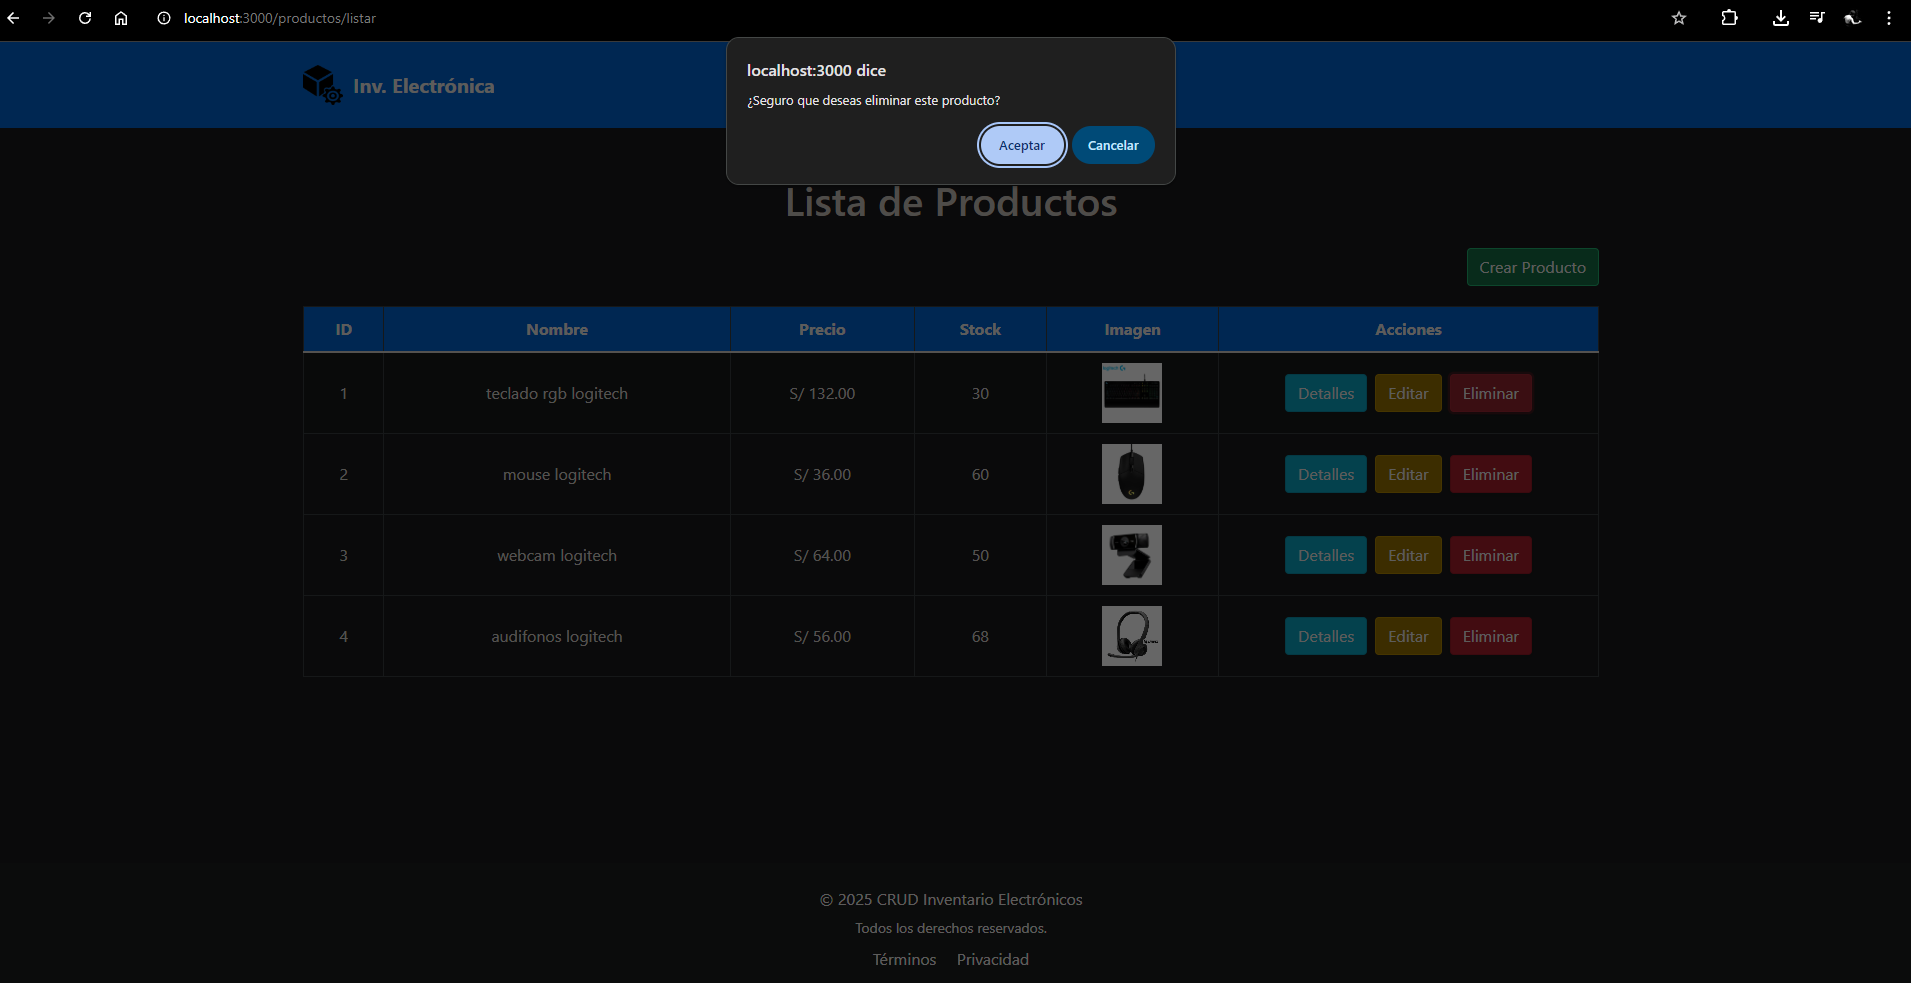 localhost:3000/productos/listar
localhost:3000 dice
¿Seguro que deseas eliminar este producto?
Aceptar Cancelar
Inv. Electrónica
Lista de Productos
Crear Producto
ID Nombre Precio Stock Imagen Acciones
1 teclado rgb logitech S/ 132.00 30 logitech G Detalles Editar Eliminar
2 mouse logitech S/ 36.00 60 Detalles Editar Eliminar
3 webcam logitech S/ 64.00 50 Detalles Editar Eliminar
4 audifonos logitech S/ 56.00 68 Detalles Editar Eliminar
© 2025 CRUD Inventario Electrónicos
Todos los derechos reservados.
Términos Privacidad